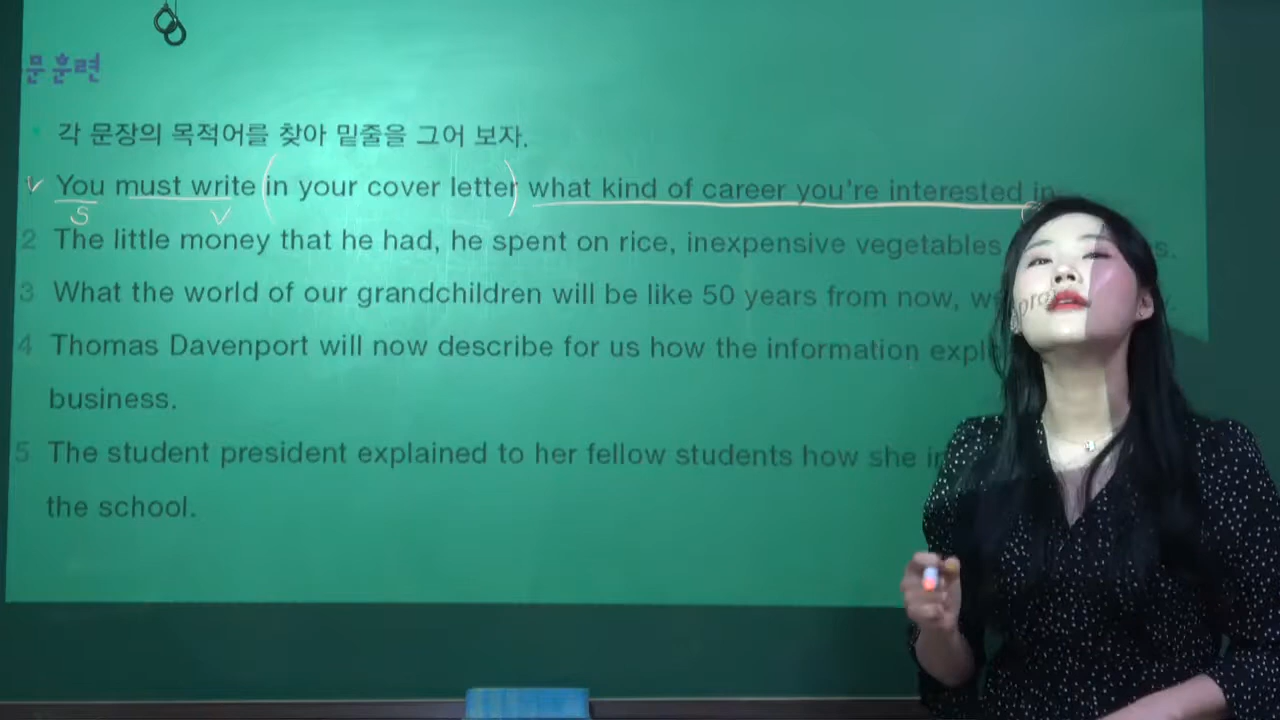 문 훈련
각 문장의 목적어를 찾아 밑줄을 그어 보자.
You must write (in your cover letter) what kind of career you're interested in
S V
2 The little money that he had, he spent on rice, inexpensive vegetables s.
3 What the world of our grandchildren will be like 50 years from now,
4 Thomas Davenport will now describe for us how the information
business.
5 The student president explained to her fellow students how she
the school.